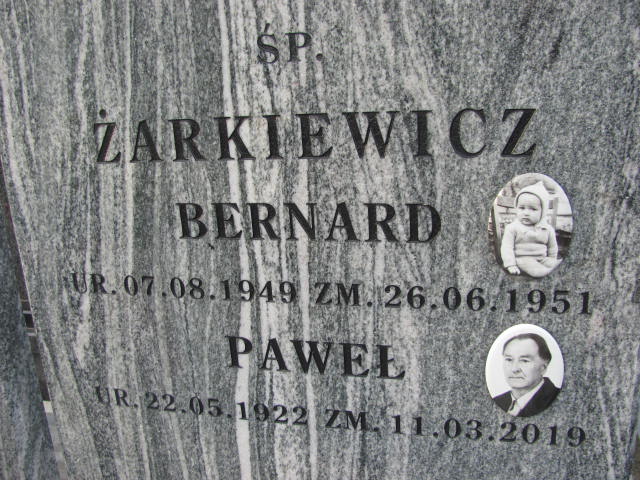 ŚP.
ŻARKIEWICZ
BERNARD
UR. 07.08.1949 ZM. 26.06.1951
PAWEŁ
UR. 22.05.1922 ZM. 11.03.2019